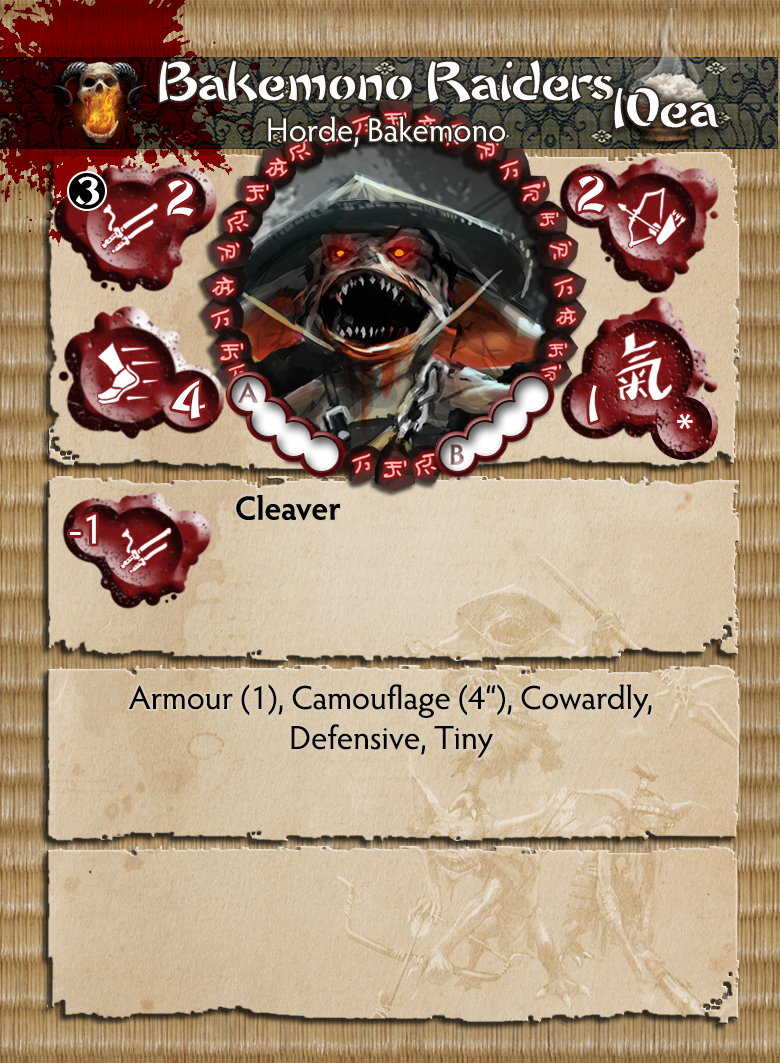 Bakemono Raiders
10ea
Horde, Bakemono
3 2
2
4
1 氣 *
A B
-1 Cleaver
Armour (1), Camouflage (4"), Cowardly,
Defensive, Tiny